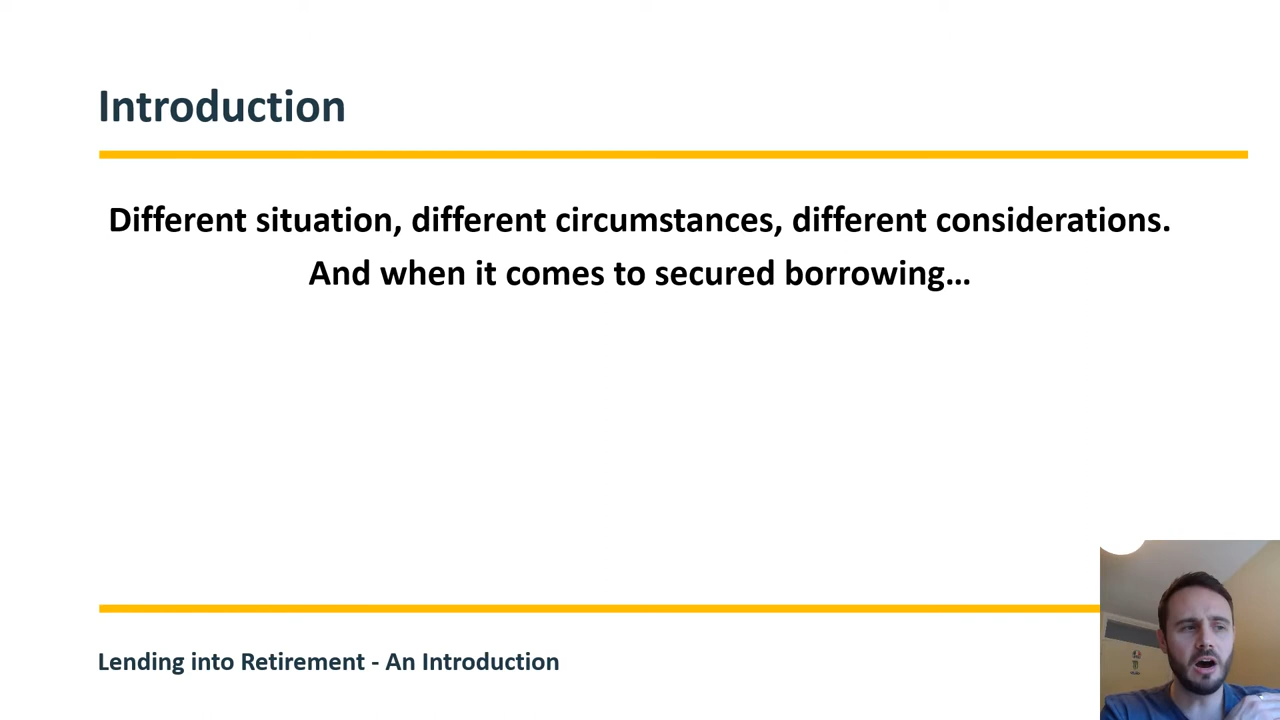 Introduction
Different situation, different circumstances, different considerations.
And when it comes to secured borrowing…
Lending into Retirement - An Introduction